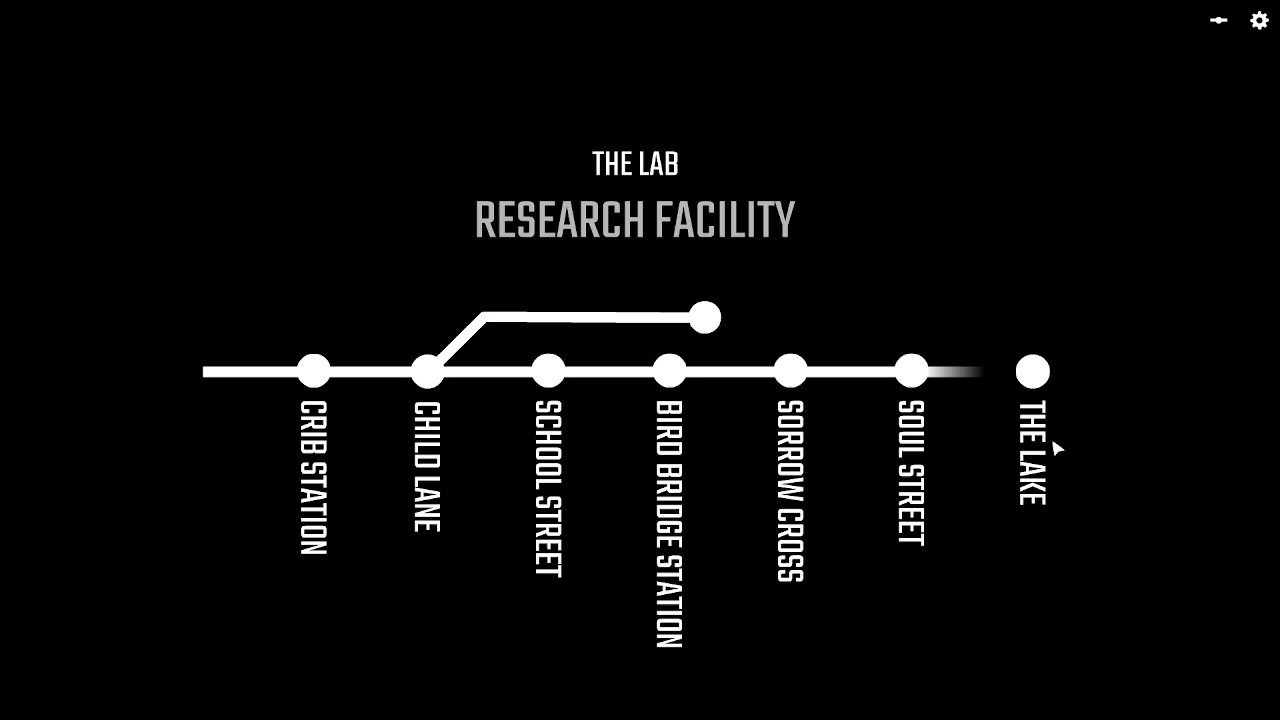 THE LAB
RESEARCH FACILITY
CRIB STATION
CHILD LANE
SCHOOL STREET
BIRD BRIDGE STATION
SORROW CROSS
SOUL STREET
THE LAKE